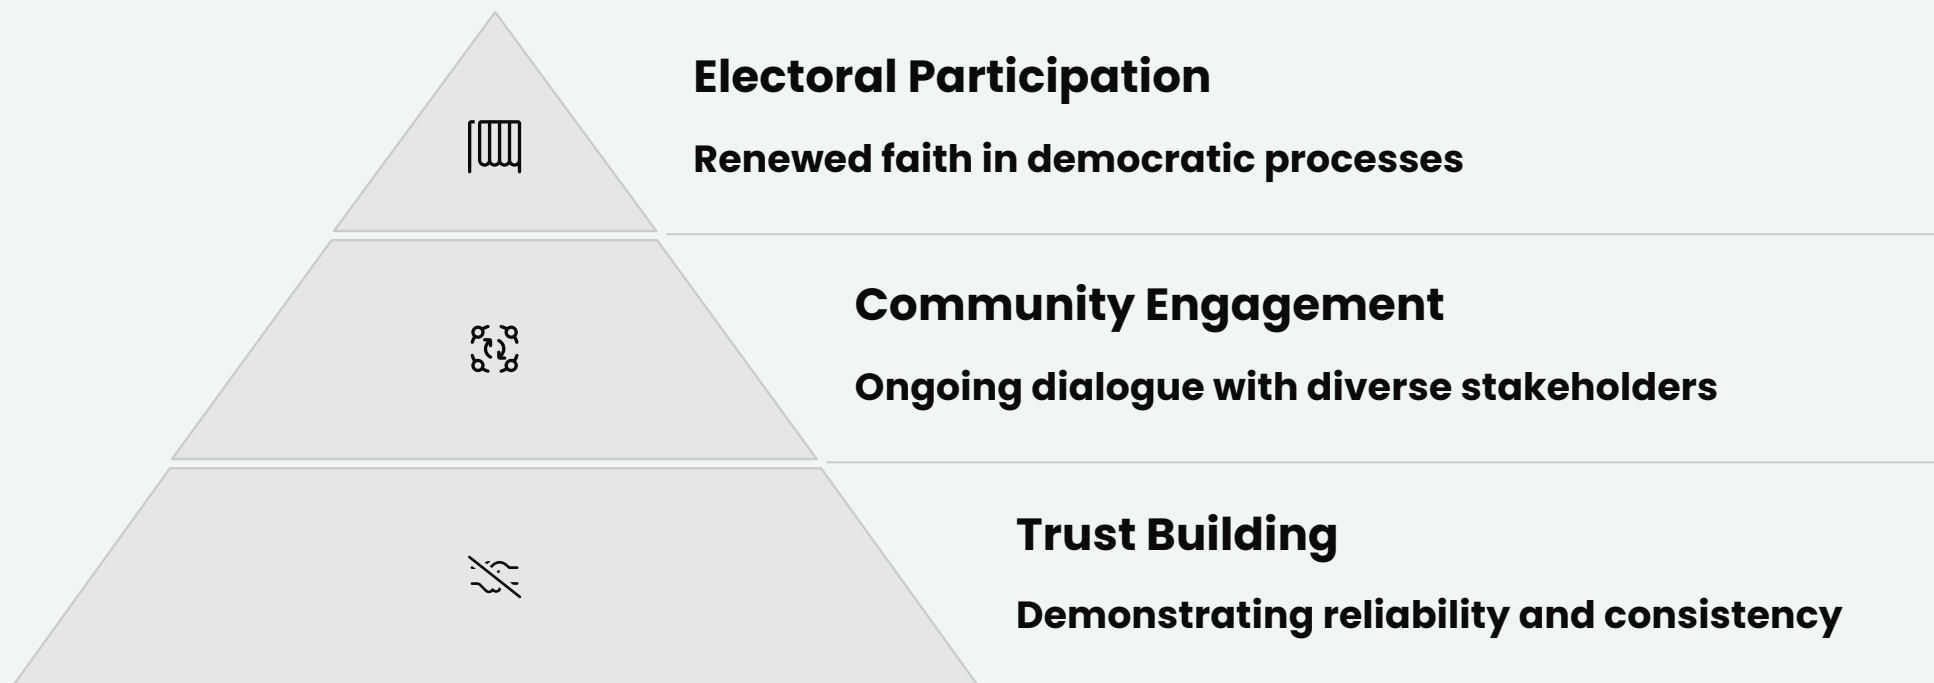 Electoral Participation
Renewed faith in democratic processes
Community Engagement
Ongoing dialogue with diverse stakeholders
Trust Building
Demonstrating reliability and consistency